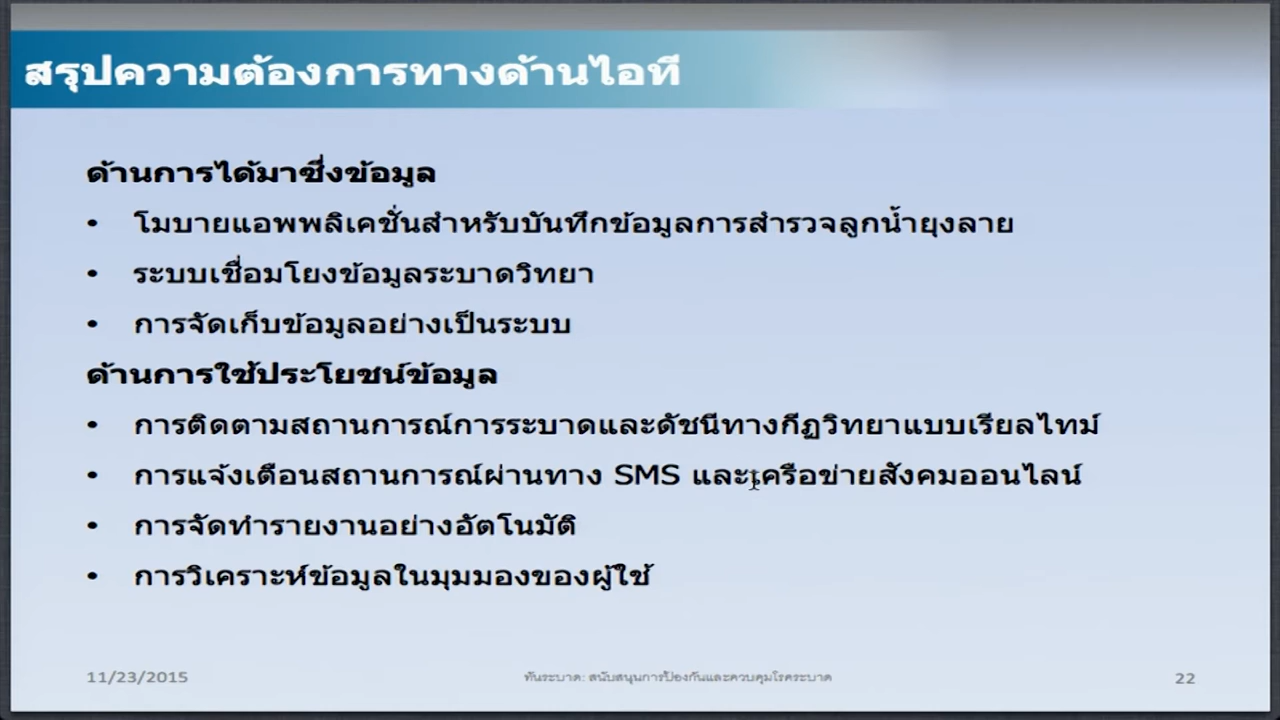 สรุปความต้องการทางด้านไอที
ด้านการได้มาซึ่งข้อมูล
• โมบายแอพพลิเคชั่นสำหรับบันทึกข้อมูลการสำรวจลูกน้ำยุงลาย
• ระบบเชื่อมโยงข้อมูลระบาดวิทยา
• การจัดเก็บข้อมูลอย่างเป็นระบบ
ด้านการใช้ประโยชน์ข้อมูล
• การติดตามสถานการณ์การระบาดและดัชนีทางกีฏวิทยาแบบเรียลไทม์
• การแจ้งเตือนสถานการณ์ผ่านทาง SMS และเครือข่ายสังคมออนไลน์
• การจัดทำรายงานอย่างอัตโนมัติ
• การวิเคราะห์ข้อมูลในมุมมองของผู้ใช้
11/23/2015 ทันระบาด: สนับสนุนการป้องกันและควบคุมโรคระบาด 22